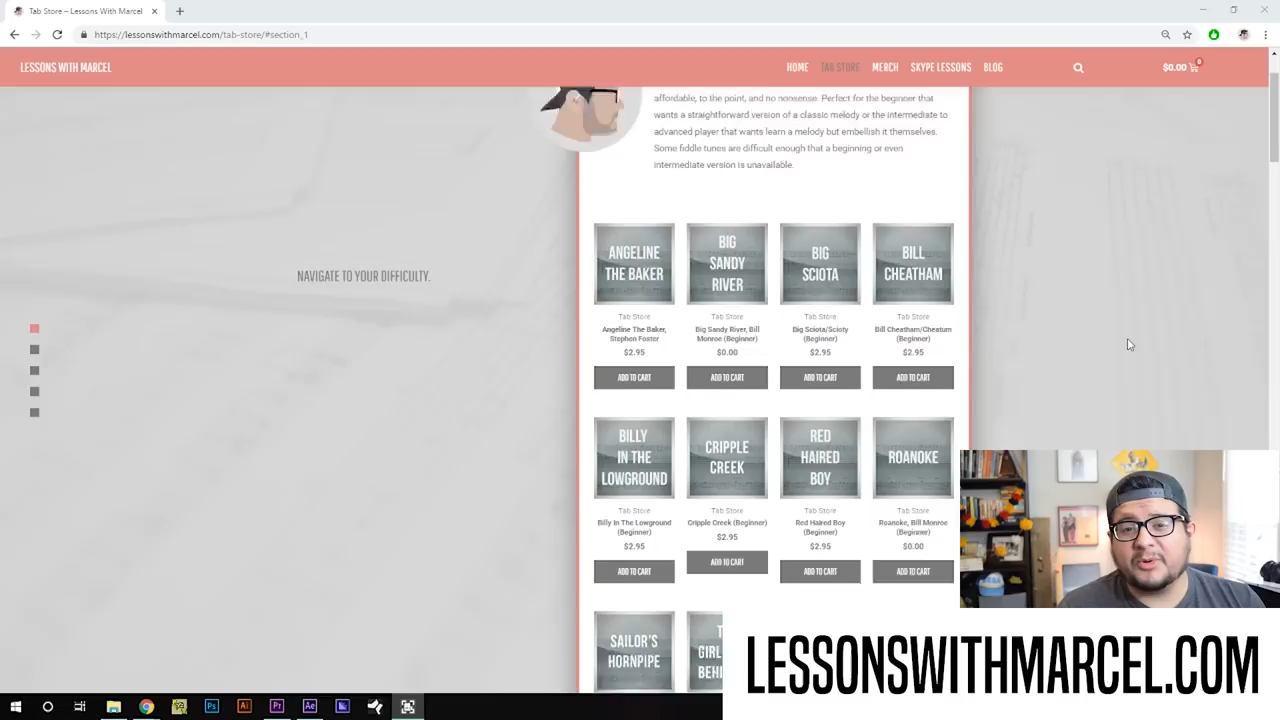 Tab Store – Lessons With Marcel
https://lessonswithmarcel.com/tab-store/#section_1
LESSONS WITH MARCEL
HOME TAB STORE MERCH SKYPE LESSONS BLOG
$0.00 0
affordable, to the point, and no nonsense. Perfect for the beginner that
wants a straightforward version of a classic melody or the intermediate to
advanced player that wants learn a melody but embellish it themselves.
Some fiddle tunes are difficult enough that a beginning or even
intermediate version is unavailable.
NAVIGATE TO YOUR DIFFICULTY.
ANGELINE
THE BAKER
Tab Store
Angeline The Baker,
Stephen Foster
$2.95
ADD TO CART
BIG
SANDY
RIVER
Tab Store
Big Sandy River, Bill
Monroe (Beginner)
$0.00
ADD TO CART
BIG
SCIOTA
Tab Store
Big Sciota/Scioty
(Beginner)
$2.95
ADD TO CART
BILL
CHEATHAM
Tab Store
Bill Cheatham/Cheatum
(Beginner)
$2.95
ADD TO CART
BILLY
IN THE
LOWGROUND
Tab Store
Billy In The Lowground
(Beginner)
$2.95
ADD TO CART
CRIPPLE
CREEK
Tab Store
Cripple Creek (Beginner)
$2.95
ADD TO CART
RED
HAIRED
BOY
Tab Store
Red Haired Boy
(Beginner)
$2.95
ADD TO CART
ROANOKE
Tab Store
Roanoke, Bill Monroe
(Beginner)
$0.00
ADD TO CART
SAILOR'S
HORNPIPE
LESSONSWITHMARCEL.COM
Ps Ai Pr Ae